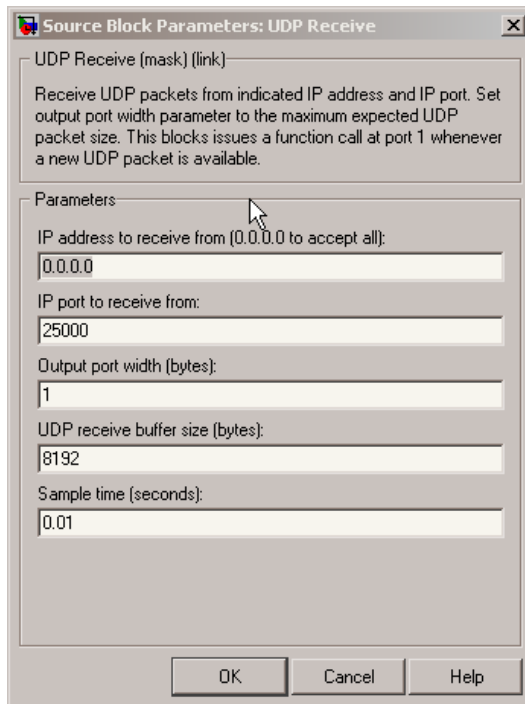 Source Block Parameters: UDP Receive
UDP Receive (mask) (link)
Receive UDP packets from indicated IP address and IP port. Set
output port width parameter to the maximum expected UDP
packet size. This blocks issues a function call at port 1 whenever
a new UDP packet is available.
Parameters
IP address to receive from (0.0.0.0 to accept all):
0.0.0.0
IP port to receive from:
25000
Output port width (bytes):
1
UDP receive buffer size (bytes):
8192
Sample time (seconds):
0.01
OK
Cancel
Help